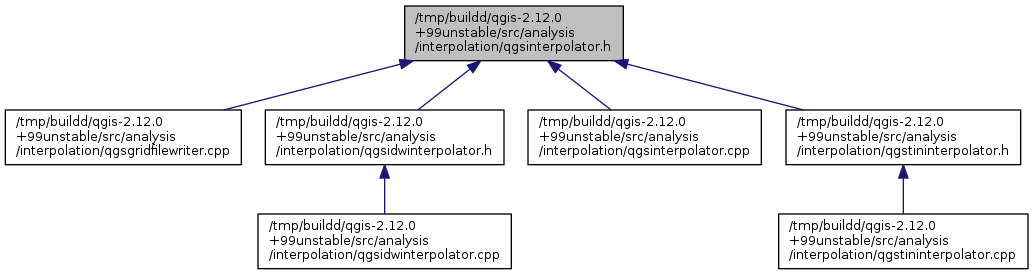 /tmp/buildd/qgis-2.12.0
+99unstable/src/analysis
/interpolation/qgsinterpolator.h
/tmp/buildd/qgis-2.12.0
+99unstable/src/analysis
/interpolation/qgsgridfilewriter.cpp
/tmp/buildd/qgis-2.12.0
+99unstable/src/analysis
/interpolation/qgsidwinterpolator.h
/tmp/buildd/qgis-2.12.0
+99unstable/src/analysis
/interpolation/qgsinterpolator.cpp
/tmp/buildd/qgis-2.12.0
+99unstable/src/analysis
/interpolation/qgstininterpolator.h
/tmp/buildd/qgis-2.12.0
+99unstable/src/analysis
/interpolation/qgsidwinterpolator.cpp
/tmp/buildd/qgis-2.12.0
+99unstable/src/analysis
/interpolation/qgstininterpolator.cpp